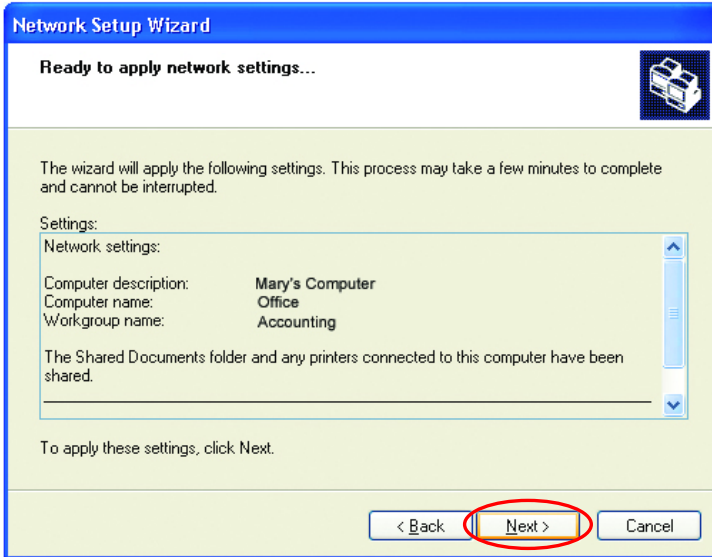 Network Setup Wizard
Ready to apply network settings...
The wizard will apply the following settings. This process may take a few minutes to complete
and cannot be interrupted.
Settings:
Network settings:
Computer description: Mary's Computer
Computer name: Office
Workgroup name: Accounting
The Shared Documents folder and any printers connected to this computer have been
shared.
To apply these settings, click Next.
< Back Next > Cancel